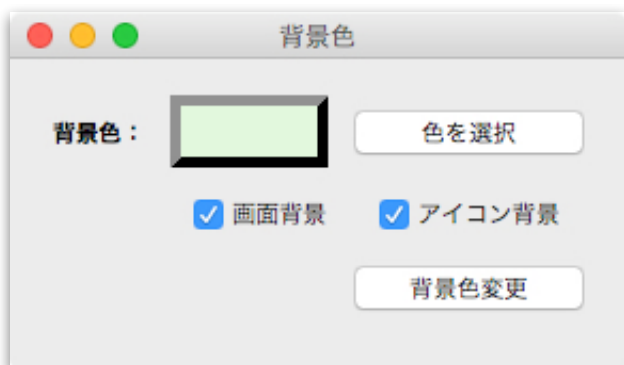 背景色
背景色： 色を選択
画面背景 アイコン背景
背景色変更